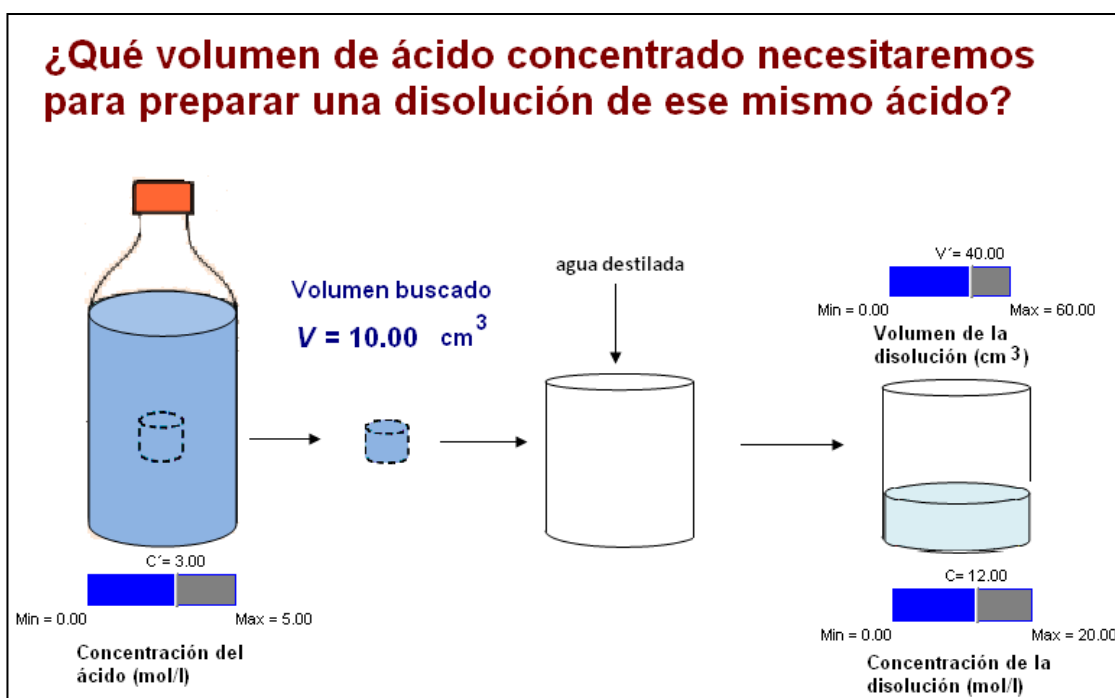 ¿Qué volumen de ácido concentrado necesitaremos
para preparar una disolución de ese mismo ácido?
Volumen buscado
V = 10.00 cm³
agua destilada
V´= 40.00
Min = 0.00
Max = 60.00
Volumen de la
disolución (cm³)
C´= 3.00
Min = 0.00
Max = 5.00
Concentración del
ácido (mol/l)
C= 12.00
Min = 0.00
Max = 20.00
Concentración de la
disolución (mol/l)